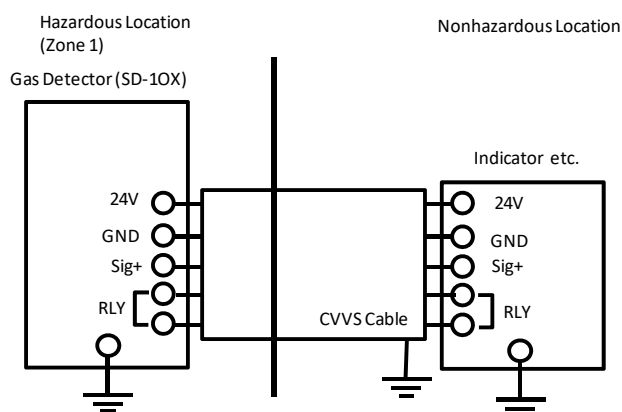 Hazardous Location
(Zone 1)
Nonhazardous Location
Gas Detector (SD-1OX)
Indicator etc.
24V
GND
Sig+
RLY
CVVS Cable
24V
GND
Sig+
RLY